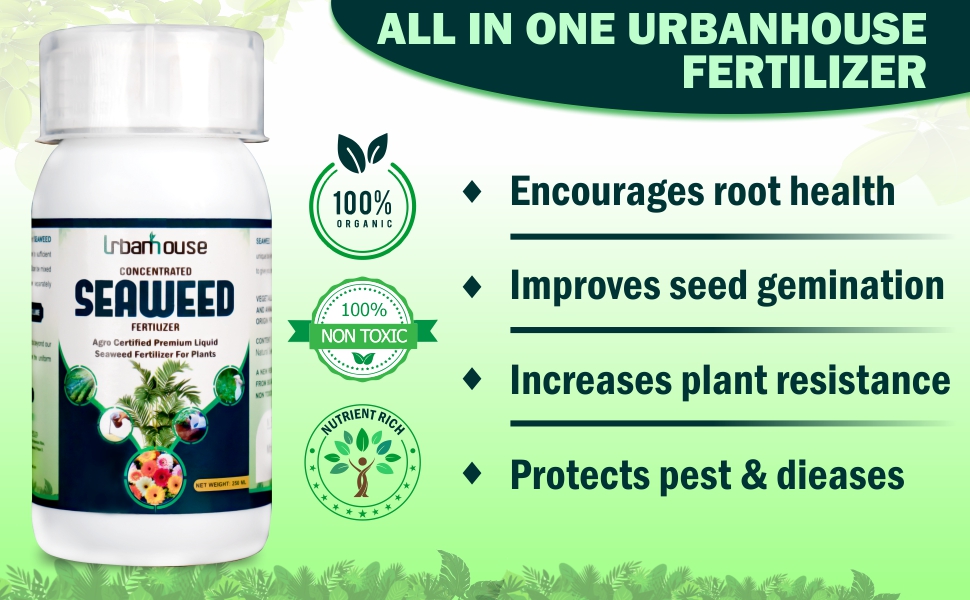 ALL IN ONE URBANHOUSE
FERTILIZER
Urbanhouse
CONCENTRATED
SEAWEED
FERTILIZER
Agro Certified Premium Liquid
Seaweed Fertilizer For Plants
NET WEIGHT: 250 ML
100%
ORGANIC
100%
NON TOXIC
NUTRIENT RICH
Encourages root health
Improves seed gemination
Increases plant resistance
Protects pest & dieases